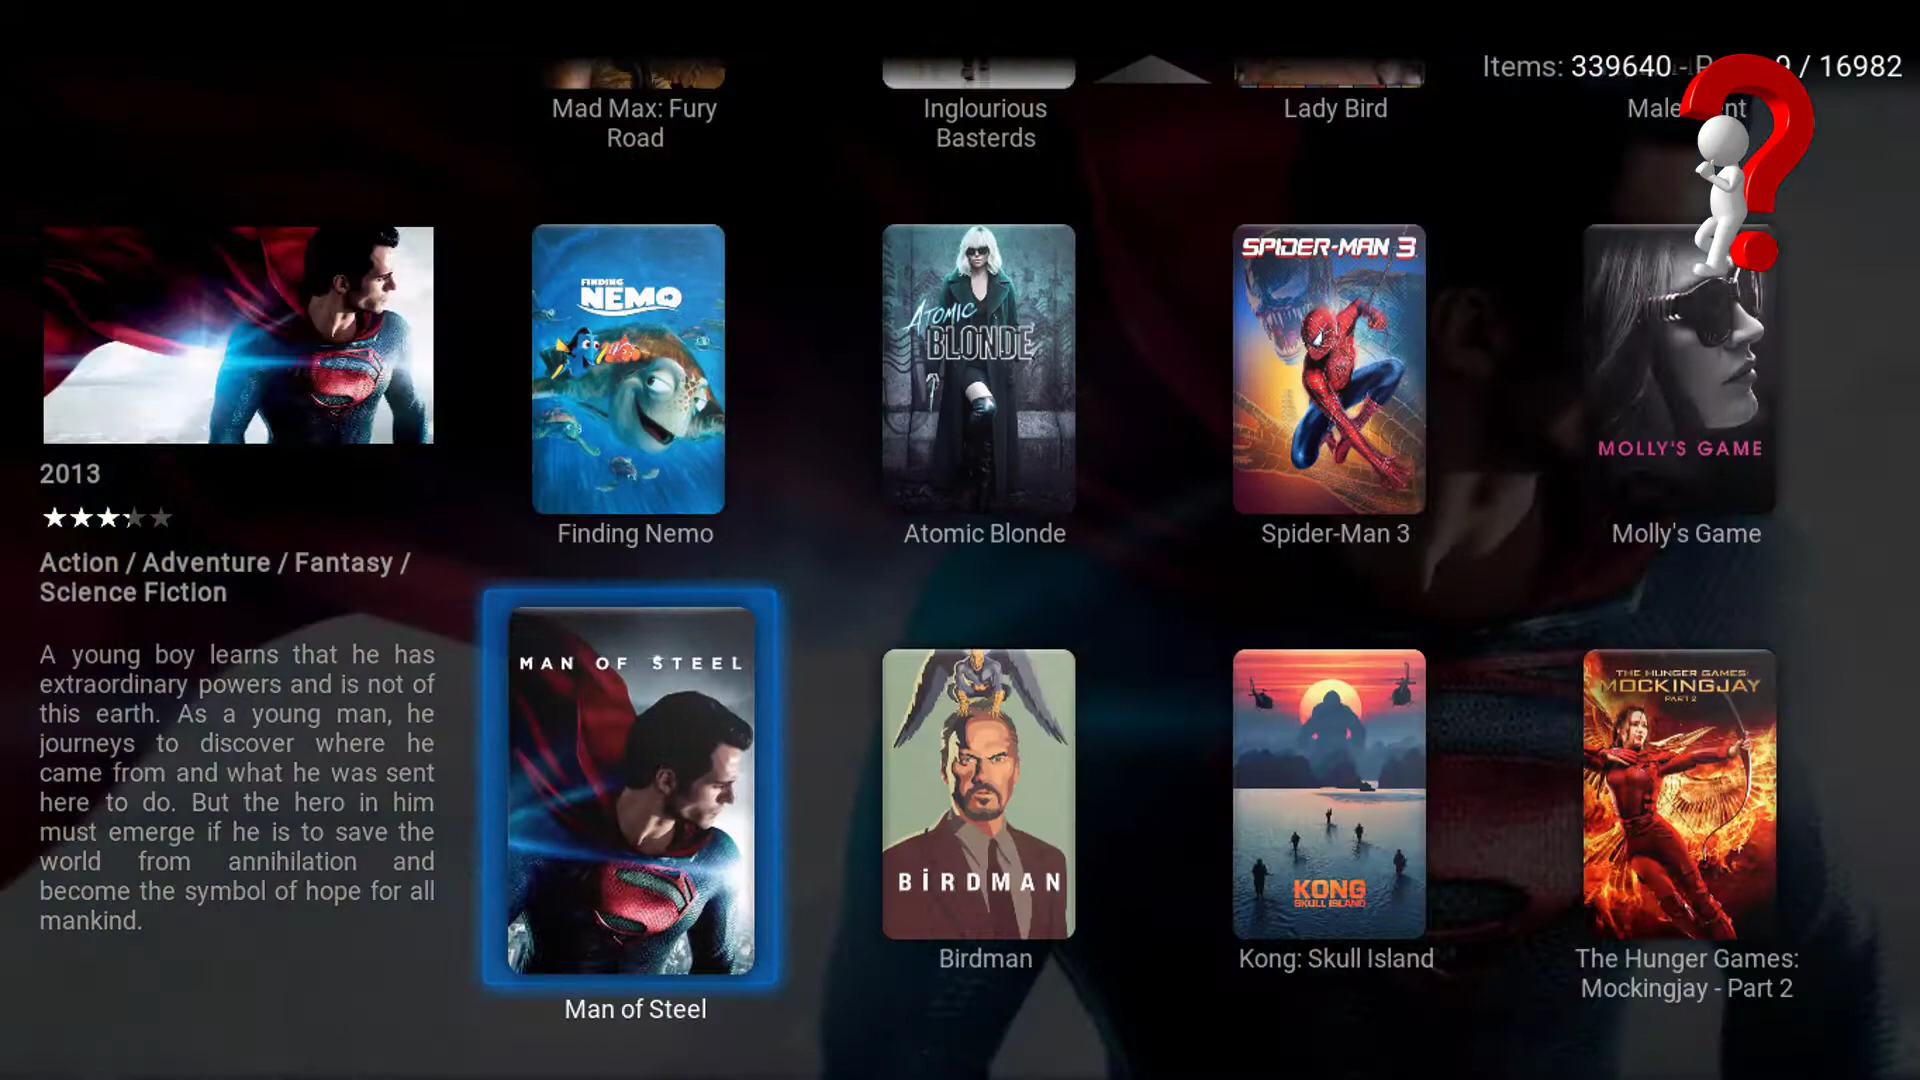 Items: 339640 - 9 / 16982
Mad Max: Fury
Road
Inglourious
Basterds
Lady Bird
2013
Action / Adventure / Fantasy /
Science Fiction
A young boy learns that he has
extraordinary powers and is not of
this earth. As a young man, he
journeys to discover where he
came from and what he was sent
here to do. But the hero in him
must emerge if he is to save the
world from annihilation and
become the symbol of hope for all
mankind.
FINDING
NEMO
Finding Nemo
ATOMIC
BLONDE
Atomic Blonde
SPIDER-MAN 3
Spider-Man 3
MOLLY'S GAME
Molly's Game
MAN OF STEEL
Man of Steel
BiRDMAN
Birdman
KONG
SKULL ISLAND
Kong: Skull Island
THE HUNGER GAMES:
MOCKINGJAY
PART 2
The Hunger Games:
Mockingjay - Part 2